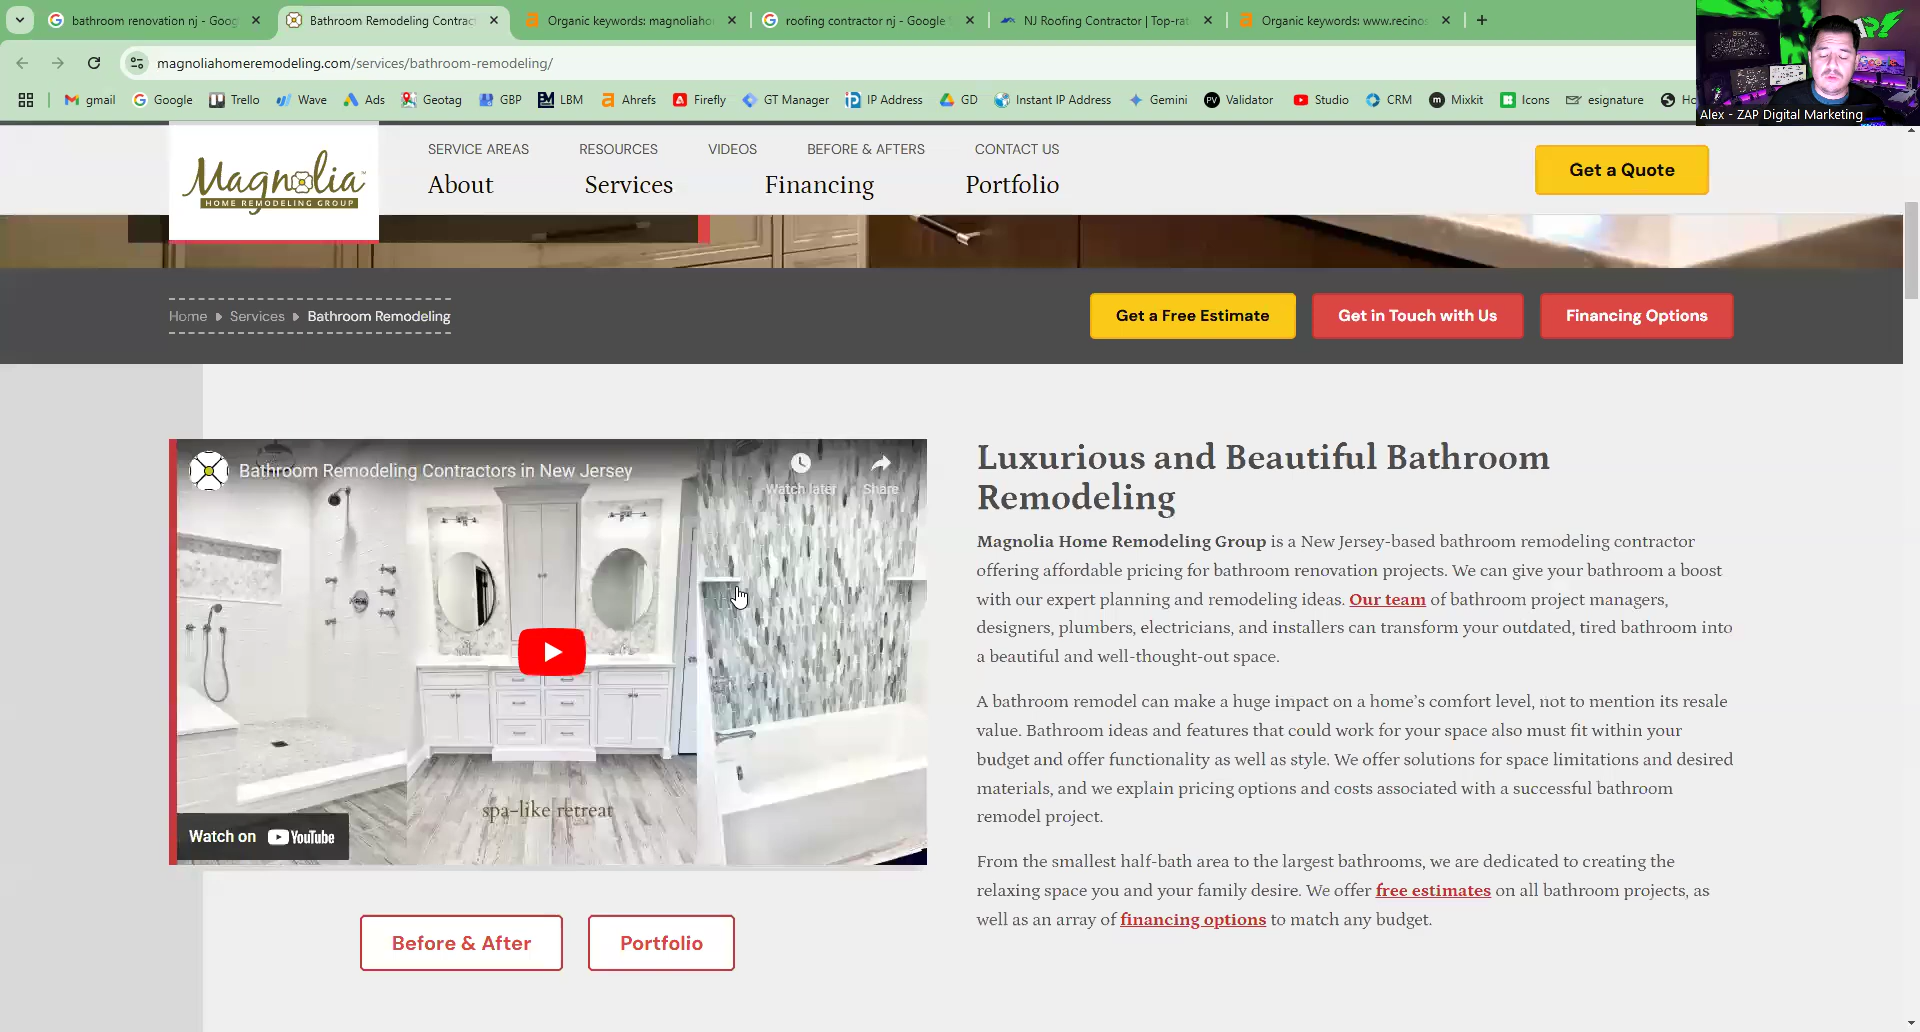 bathroom renovation nj - Goog
Bathroom Remodeling Contrac
Organic keywords: magnoliaho
roofing contractor nj - Google
NJ Roofing Contractor | Top-ra
Organic keywords: www.recino
magnoliahomeremodeling.com/services/bathroom-remodeling/
gmail
Google
Trello
Wave
Ads
Geotag
GBP
LBM
Ahrefs
Firefly
GT Manager
IP Address
GD
Instant IP Address
Gemini
Validator
Studio
CRM
Mixkit
Icons
esignature
Alex - ZAP Digital Marketing
Magnolia
HOME REMODELING GROUP
SERVICE AREAS
RESOURCES
VIDEOS
BEFORE & AFTERS
CONTACT US
About
Services
Financing
Portfolio
Get a Quote
Home
Services
Bathroom Remodeling
Get a Free Estimate
Get in Touch with Us
Financing Options
Bathroom Remodeling Contractors in New Jersey
Watch later
Share
spa-like retreat
Watch on YouTube
Before & After
Portfolio
Luxurious and Beautiful Bathroom
Remodeling
Magnolia Home Remodeling Group is a New Jersey-based bathroom remodeling contractor
offering affordable pricing for bathroom renovation projects. We can give your bathroom a boost
with our expert planning and remodeling ideas. Our team of bathroom project managers,
designers, plumbers, electricians, and installers can transform your outdated, tired bathroom into
a beautiful and well-thought-out space.
A bathroom remodel can make a huge impact on a home’s comfort level, not to mention its resale
value. Bathroom ideas and features that could work for your space also must fit within your
budget and offer functionality as well as style. We offer solutions for space limitations and desired
materials, and we explain pricing options and costs associated with a successful bathroom
remodel project.
From the smallest half-bath area to the largest bathrooms, we are dedicated to creating the
relaxing space you and your family desire. We offer free estimates on all bathroom projects, as
well as an array of financing options to match any budget.